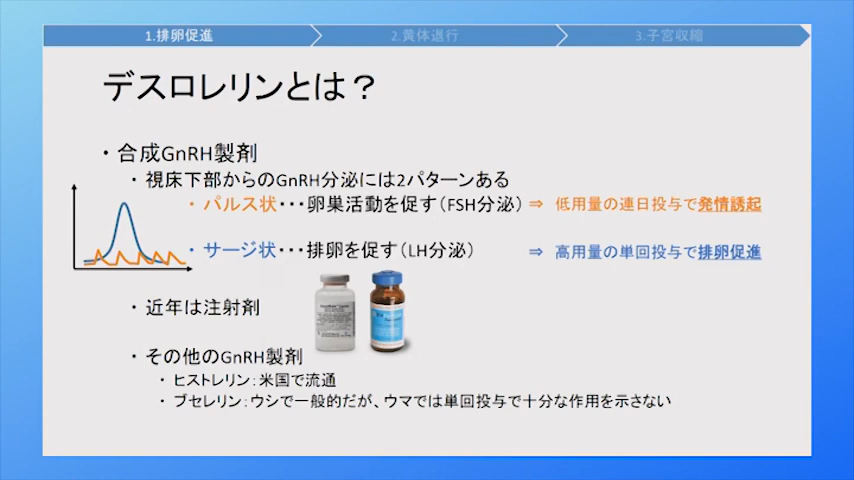 1.排卵促進
2.黄体退行
3.子宮収縮
デスロレリンとは？
・合成GnRH製剤
・視床下部からのGnRH分泌には2パターンある
・パルス状・・・卵巣活動を促す（FSH分泌） ⇒ 低用量の連日投与で発情誘起
・サージ状・・・排卵を促す（LH分泌） ⇒ 高用量の単回投与で排卵促進
・近年は注射剤
・その他のGnRH製剤
・ヒストレリン：米国で流通
・ブセレリン：ウシで一般的だが、ウマでは単回投与で十分な作用を示さない